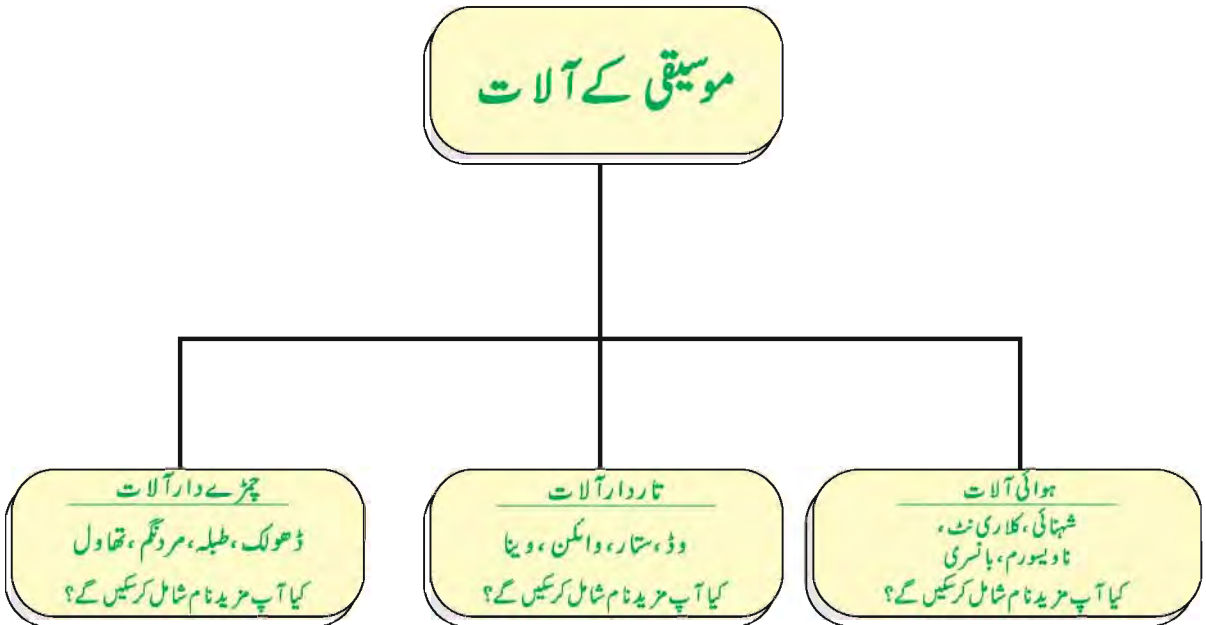 موسیقی کے آلات
ہوائی آلات
شہنائی، کلاری نٹ،
ناویسورم، بانسری
کیا آپ مزید نام شامل کرسکیں گے؟
تاردار آلات
وڈ، ستار، وائلن، وینا
کیا آپ مزید نام شامل کرسکیں گے؟
چمڑے دار آلات
ڈھولک، طبلہ، مردنگم، تھاول
کیا آپ مزید نام شامل کرسکیں گے؟